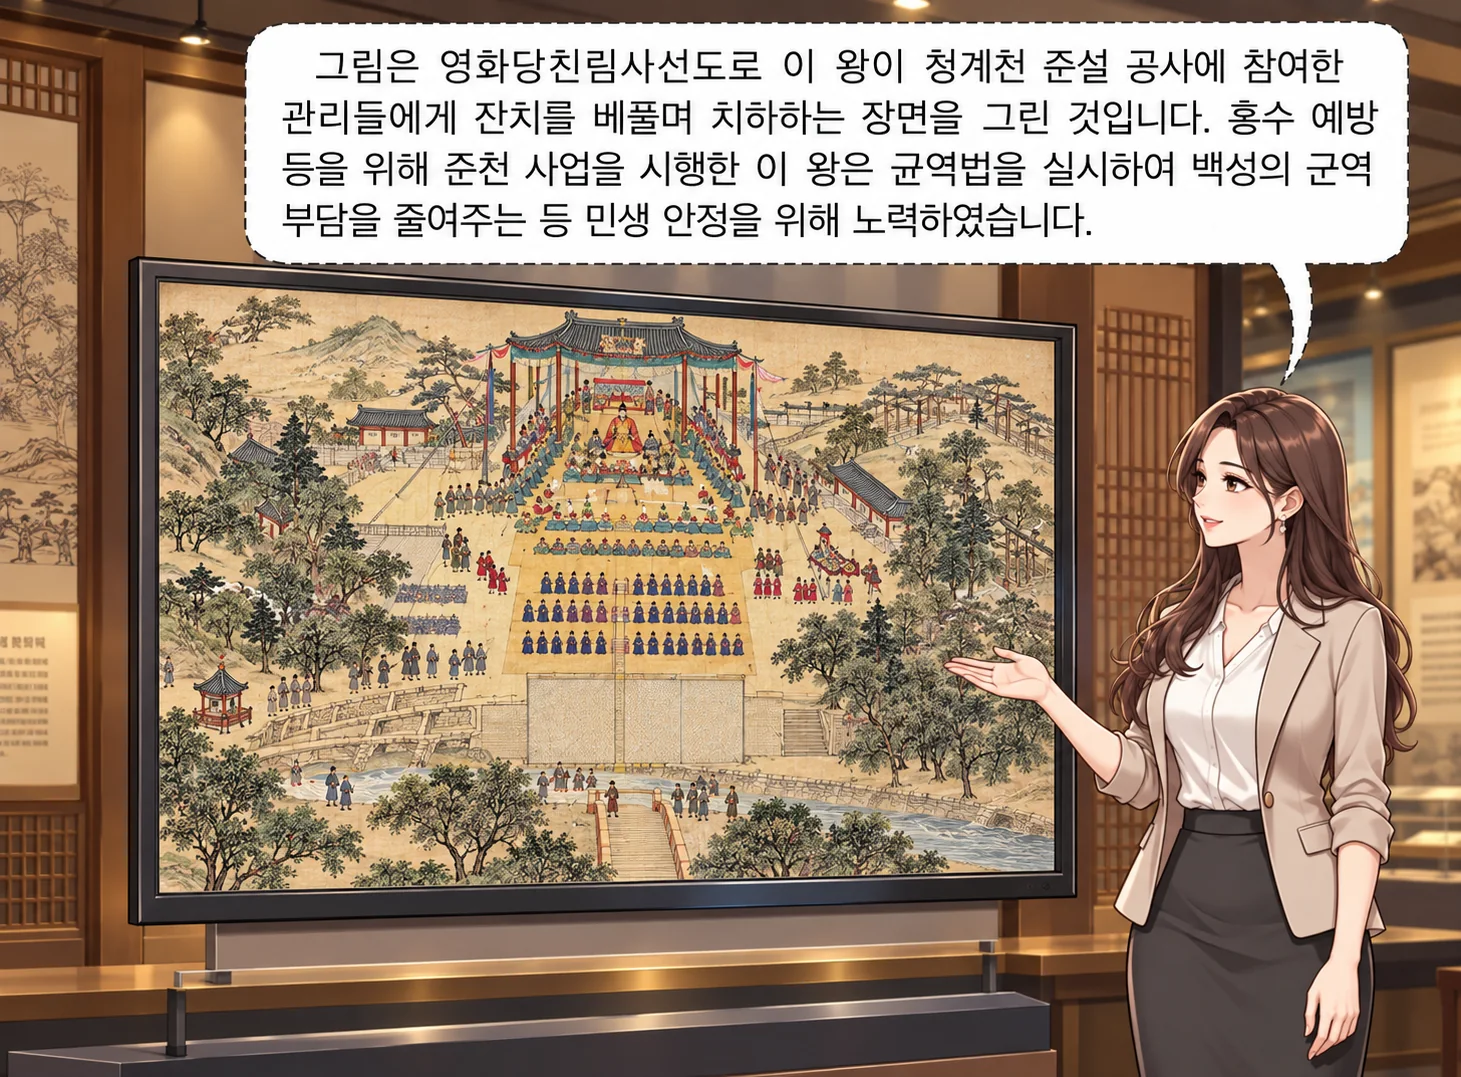 그림은 영화당친림사선도로 이 왕이 청계천 준설 공사에 참여한
관리들에게 잔치를 베풀며 치하하는 장면을 그린 것입니다. 홍수 예방
등을 위해 준천 사업을 시행한 이 왕은 균역법을 실시하여 백성의 군역
부담을 줄여주는 등 민생 안정을 위해 노력하였습니다.